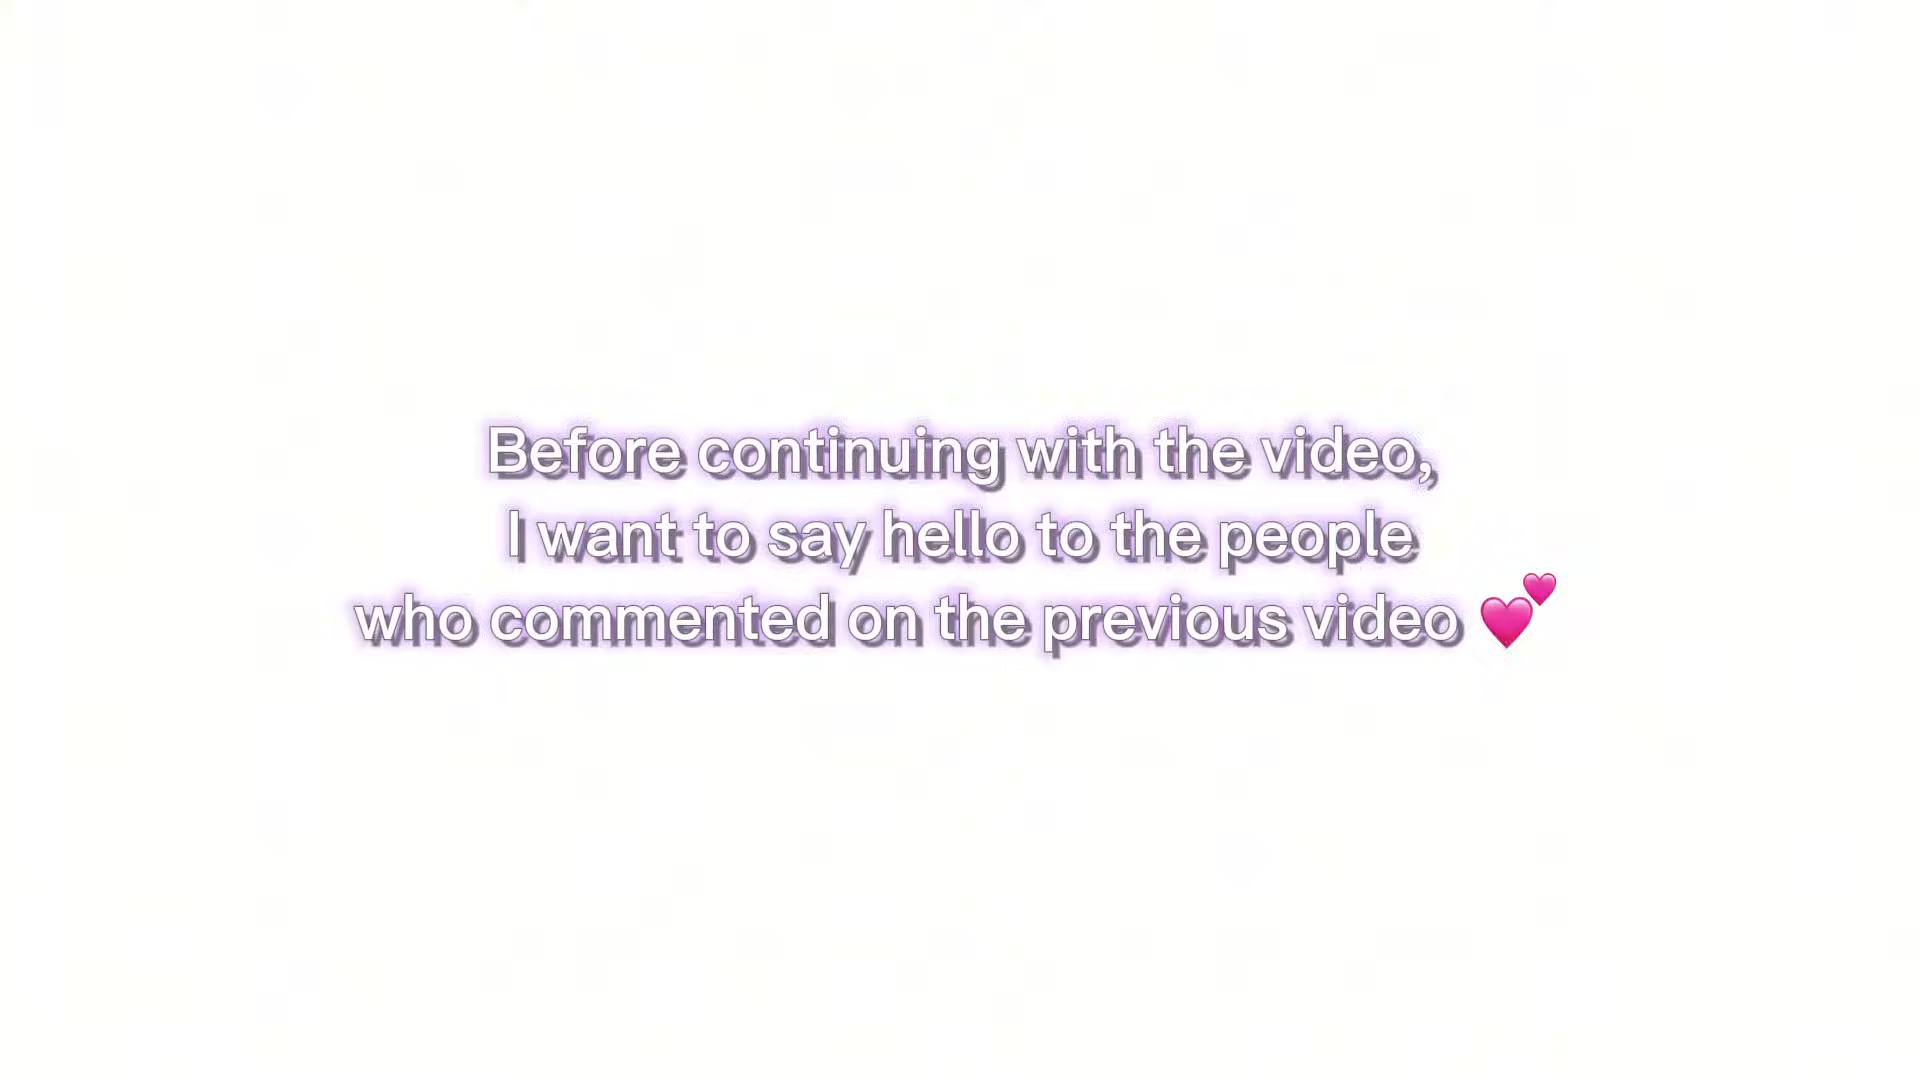 Before continuing with the video,
I want to say hello to the people
who commented on the previous video 💕